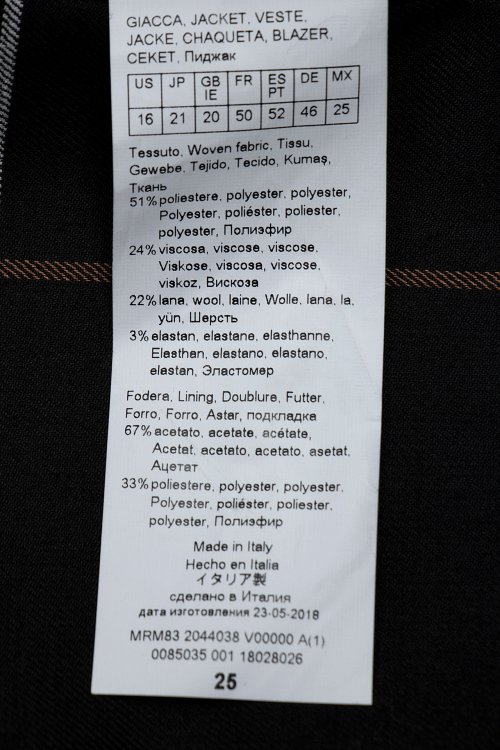 GIACCA, JACKET, VESTE,
JACKE, CHAQUETA, BLAZER,
CEKET, Пиджак
US JP GB IE FR ES PT DE MX
16 21 20 50 52 46 25
Tessuto, Woven fabric, Tissu,
Gewebe, Tejido, Tecido, Kumaş,
Ткань
51% poliestere, polyester, polyester,
Polyester, poliéster, poliester,
polyester, Полиэфир
24% viscosa, viscose, viscose,
Viskose, viscosa, viscose,
viskoz, Вискоза
22% lana, wool, laine, Wolle, lana, la,
yün, Шерсть
3% elastan, elastane, elasthanne,
Elasthan, elastano, elastano,
elastan, Эластомер
Fodera, Lining, Doublure, Futter,
Forro, Forro, Astar, подкладка
67% acetato, acetate, acétate,
Acetat, acetato, acetato, asetat,
Ацетат
33% poliestere, polyester, polyester,
Polyester, poliéster, poliester,
polyester, Полиэфир
Made in Italy
Hecho en Italia
イタリア製
сделано в Италия
дата изготовления 23-05-2018
MRM83 2044038 V00000 A(1)
0085035 001 18028026
25